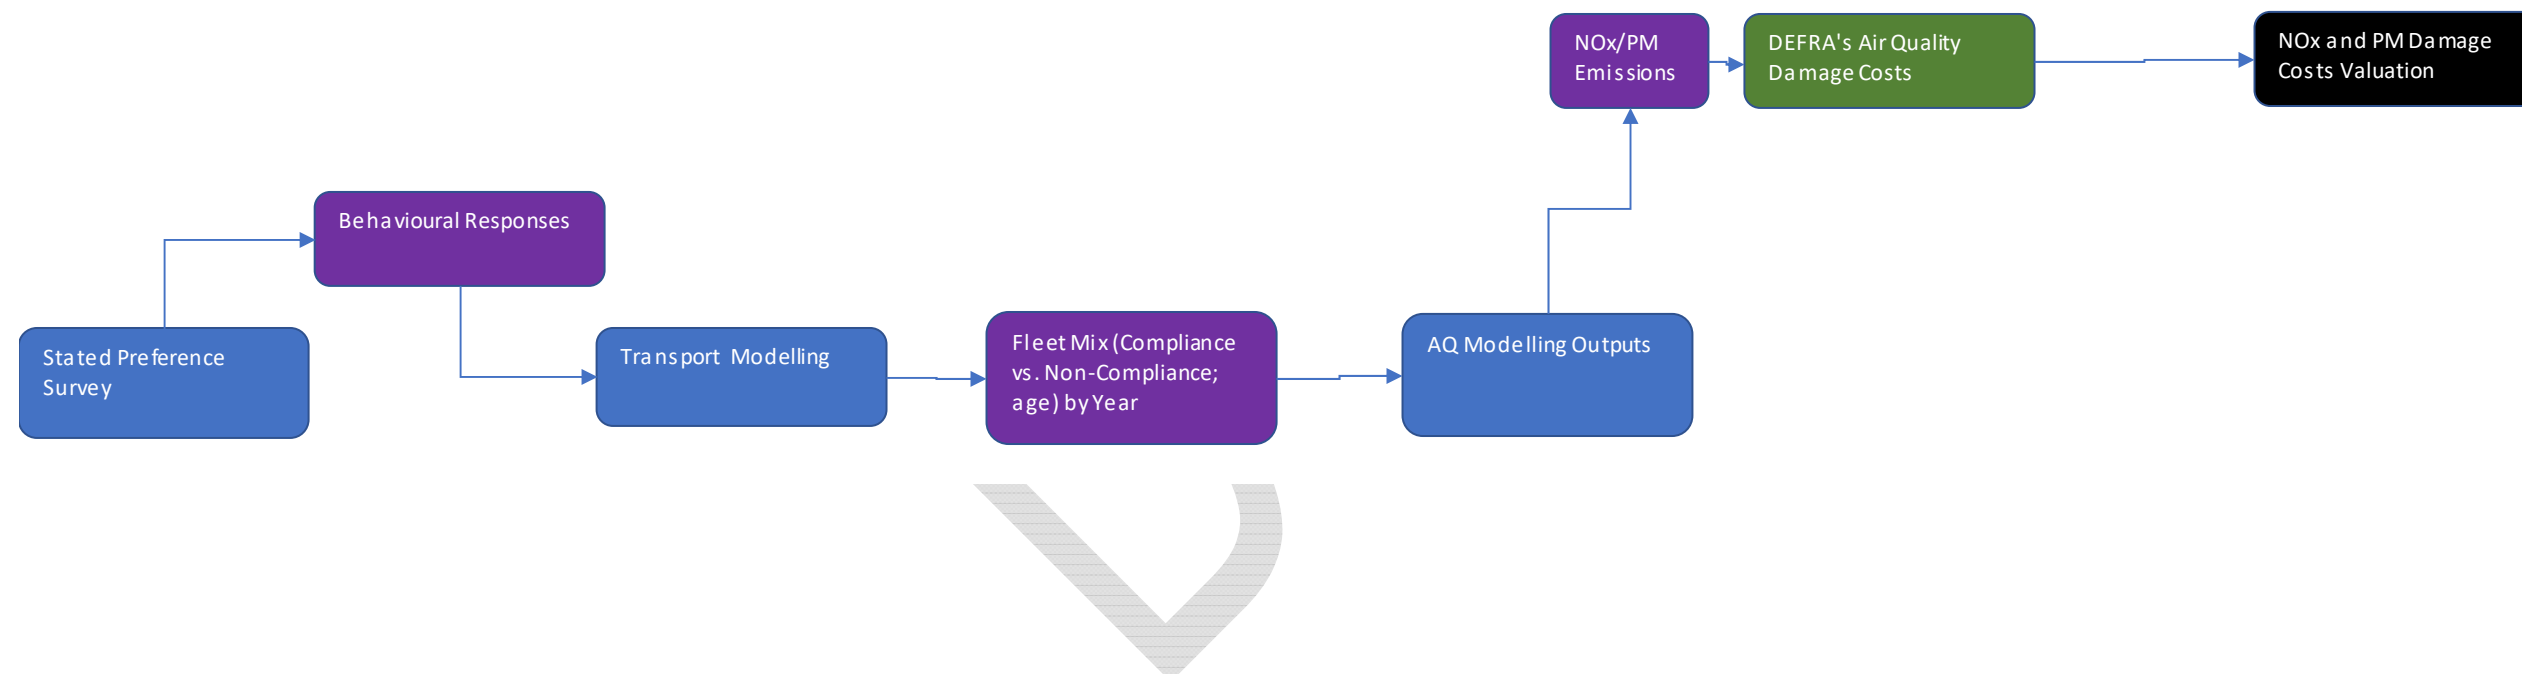 NOx/PM
Emissions
DEFRA's Air Quality
Damage Costs
NOx and PM Damage
Costs Valuation
Behavioural Responses
Stated Preference
Survey
Transport Modelling
Fleet Mix (Compliance
vs. Non-Compliance;
age) by Year
AQ Modelling Outputs